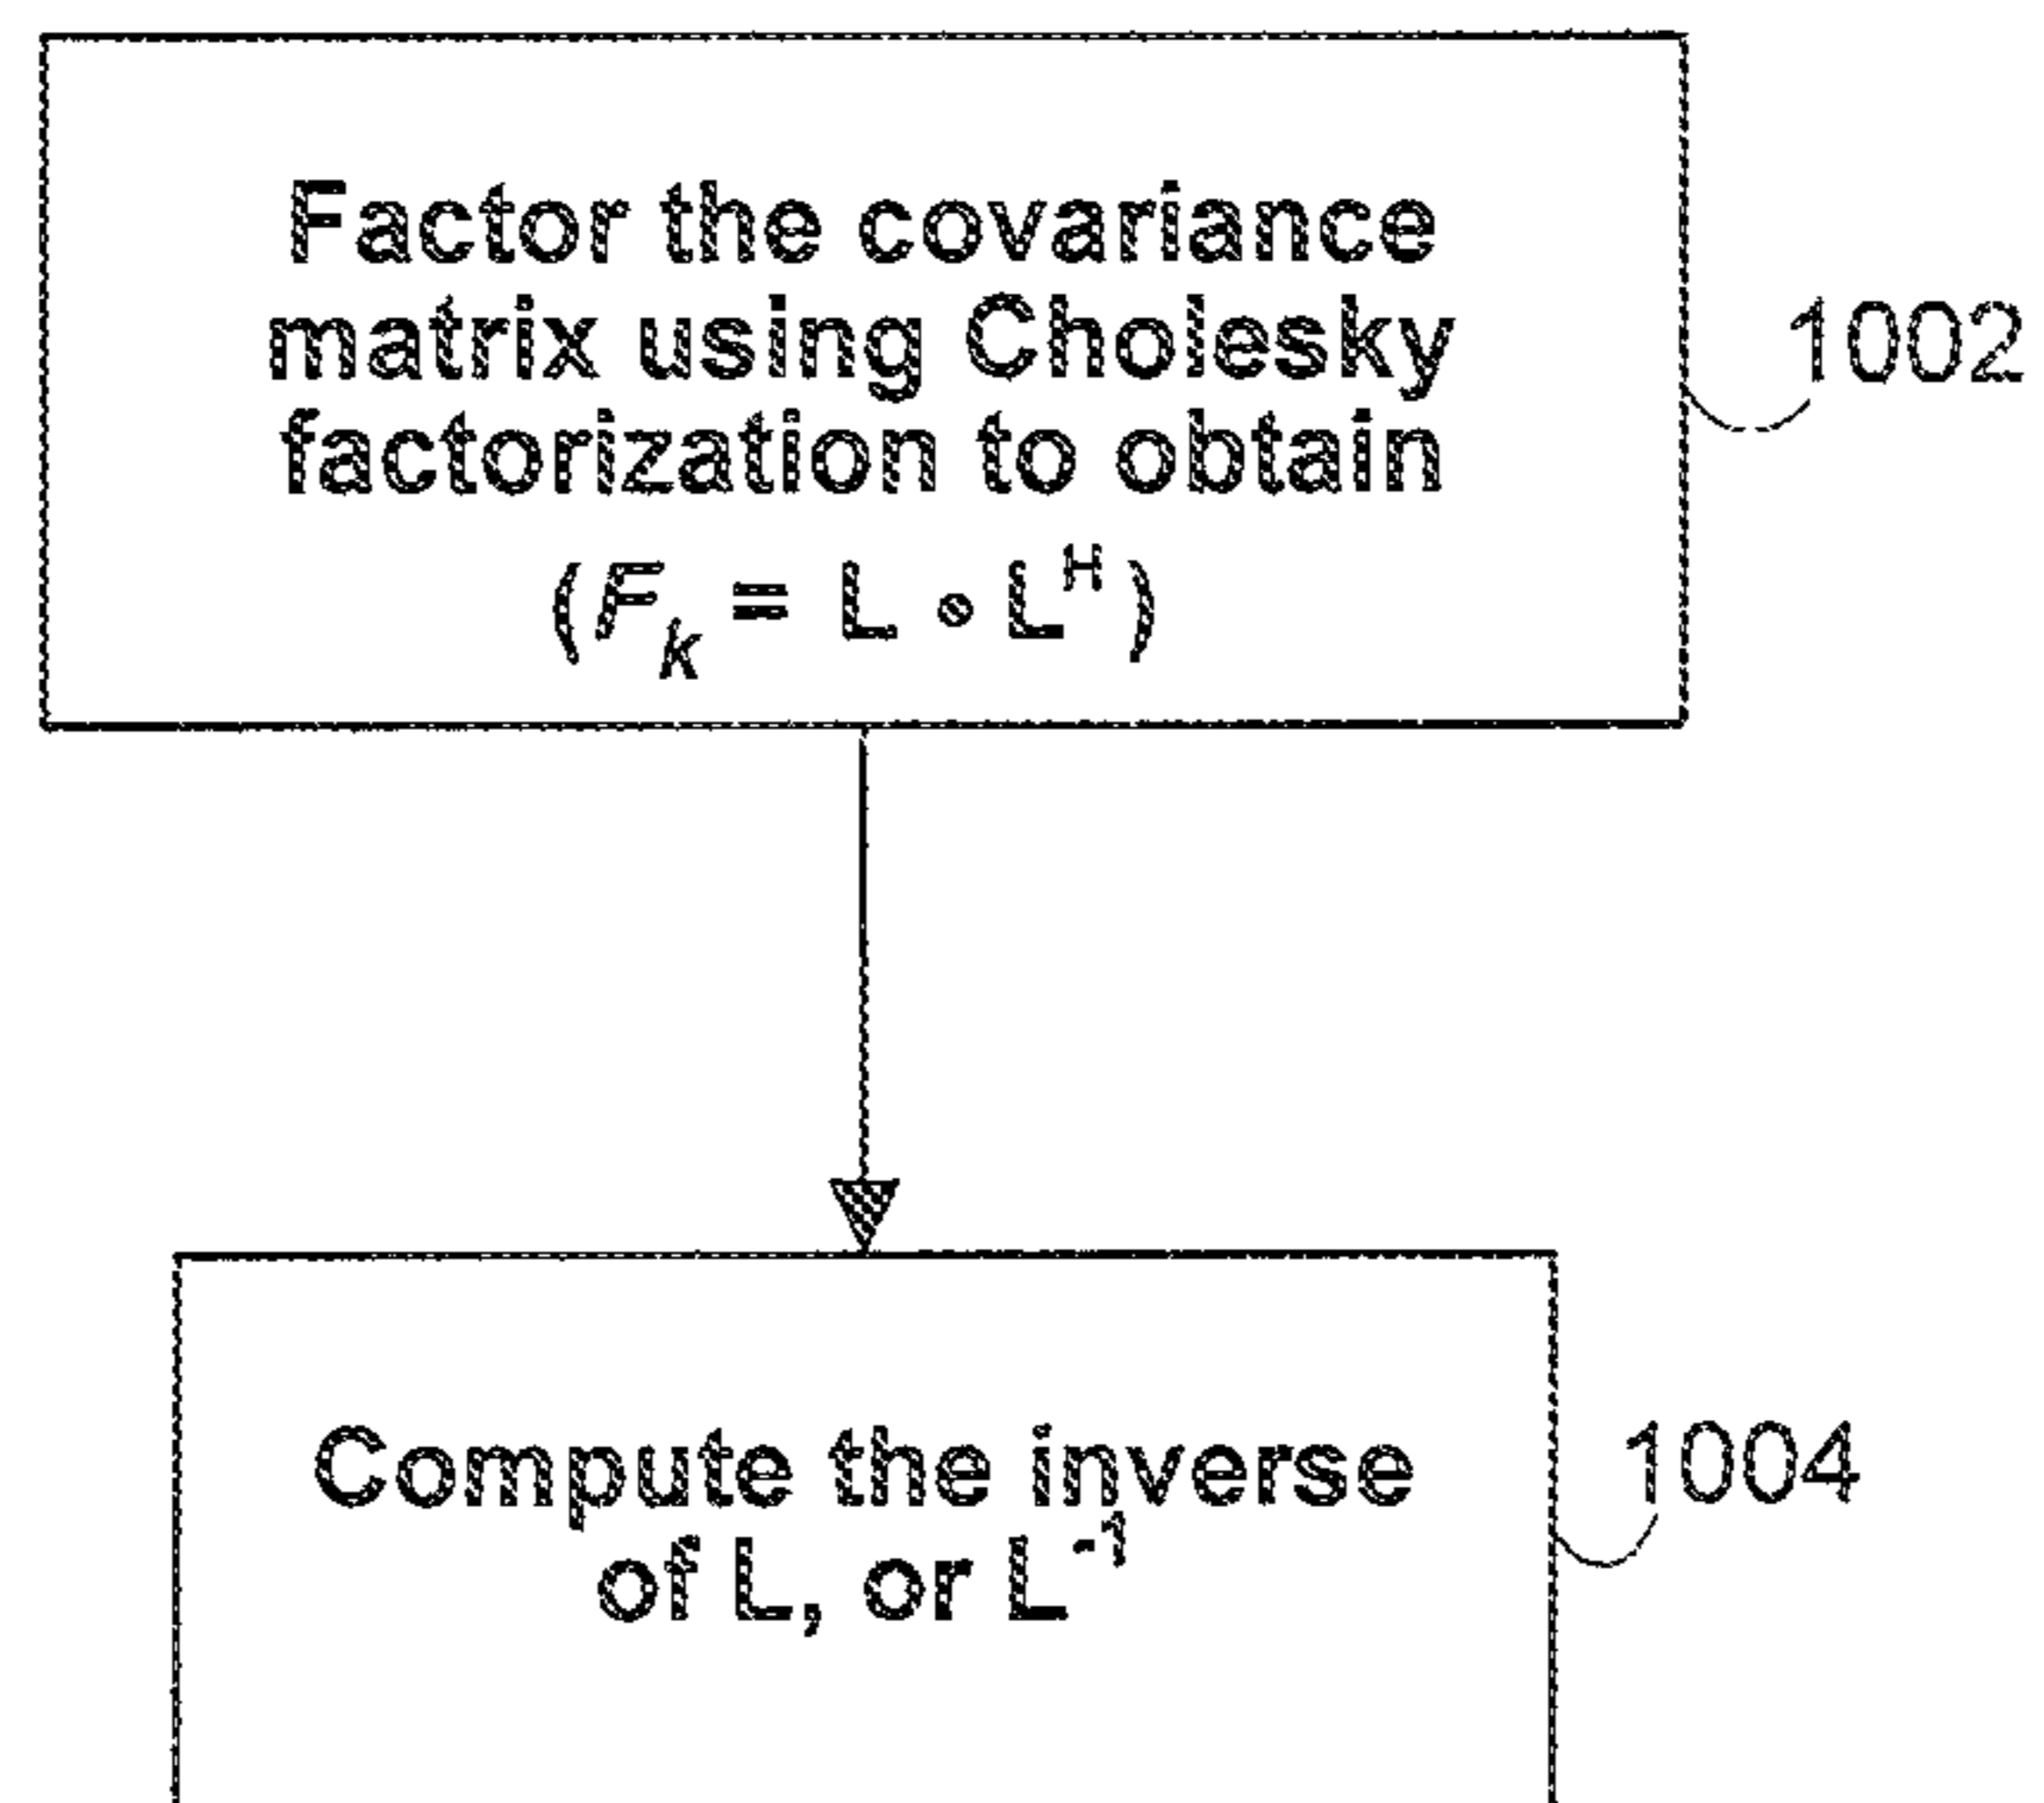 Factor the covariance
matrix using Cholesky
factorization to obtain
(F_k = L ∘ L^H)
1002
Compute the inverse
of L, or L^-1
1004